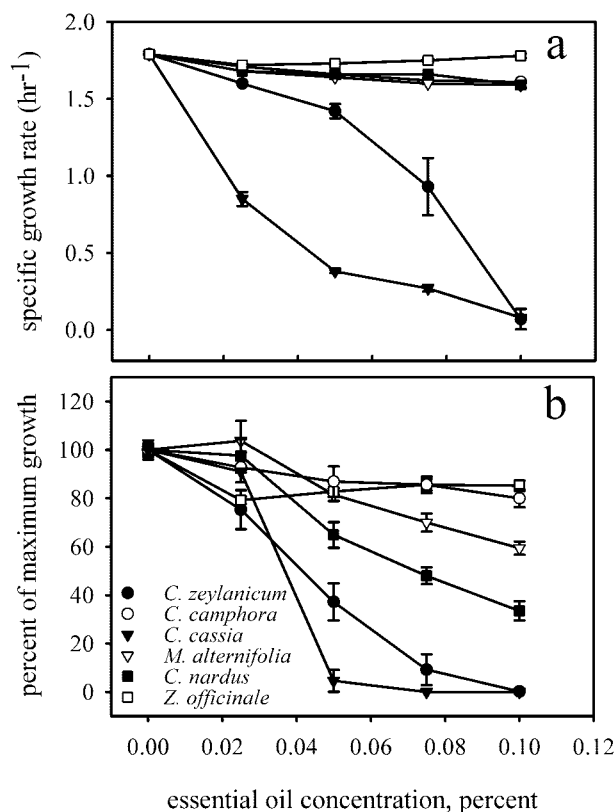 a
2.0
1.5
1.0
0.5
0.0
specific growth rate (hr-1)
b
120
100
80
60
40
20
0
percent of maximum growth
C. zeylanicum
C. camphora
C. cassia
M. alternifolia
C. nardus
Z. officinale
0.00 0.02 0.04 0.06 0.08 0.10 0.12
essential oil concentration, percent